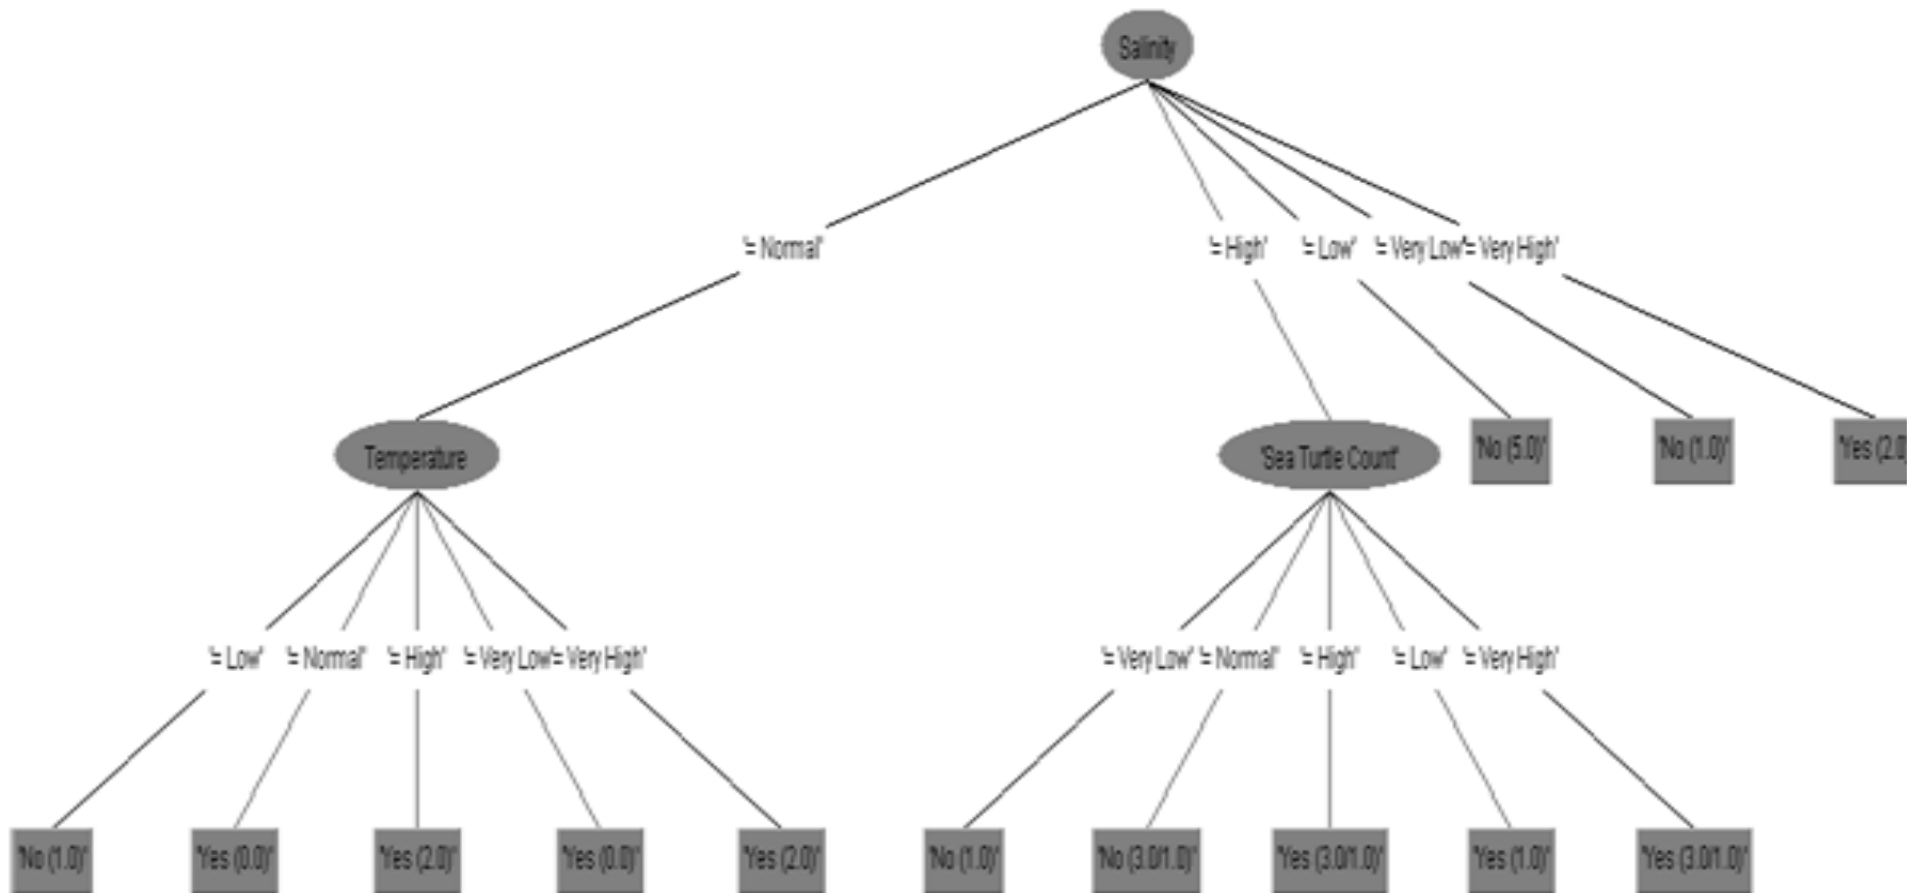 Salinity
'= Normal' '= High' '= Low' '= Very Low' '= Very High'
Temperature 'Sea Turtle Count' 'No (5.0)' 'No (1.0)' 'Yes (2.0)
'= Low' '= Normal' '= High' '= Very Low' '= Very High' '= Very Low' '= Normal' '= High' '= Low' '= Very High'
'No (1.0)' 'Yes (0.0)' 'Yes (2.0)' 'Yes (0.0)' 'Yes (2.0)' 'No (1.0)' 'No (3.0/1.0)' 'Yes (3.0/1.0)' 'Yes (1.0)' 'Yes (3.0/1.0)'